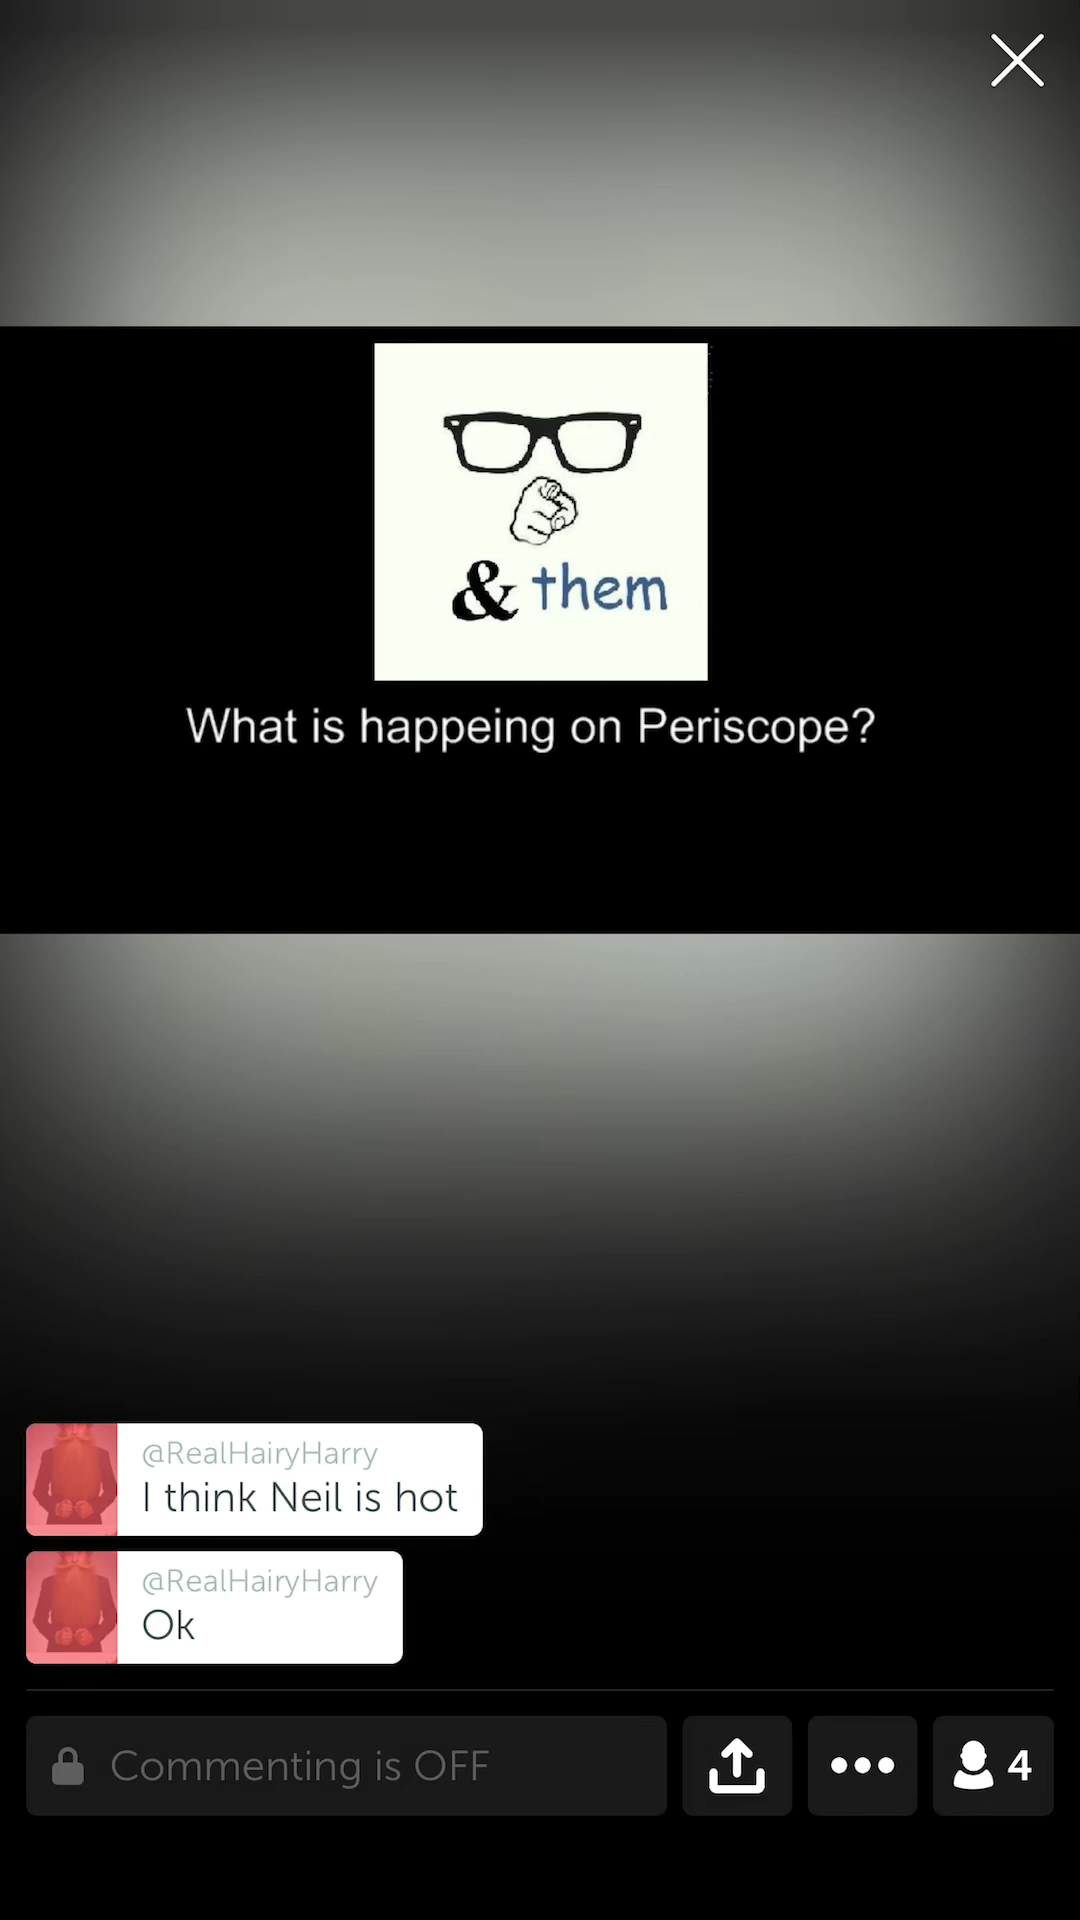 & them
What is happeing on Periscope?
@RealHairyHarry
I think Neil is hot
@RealHairyHarry
Ok
Commenting is OFF
4